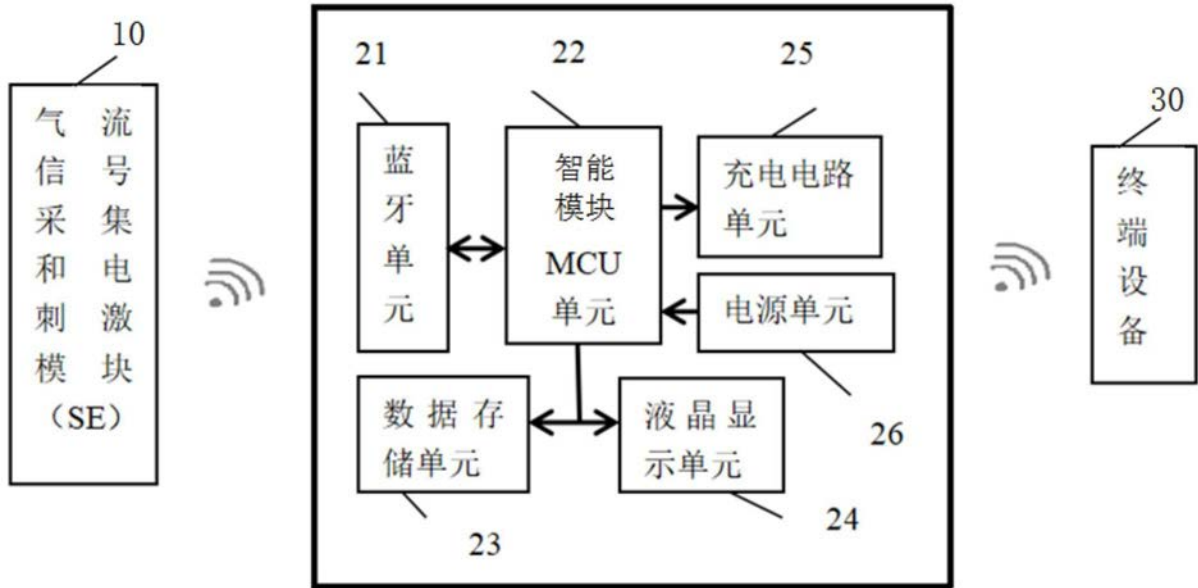 10
气流
信号
采集
和电
刺激
模块
（SE）
21
蓝
牙
单
元
22
智能
模块
MCU
单元
25
充电电路
单元
电源单元
26
数据存
储单元
23
液晶显
示单元
24
30
终
端
设
备